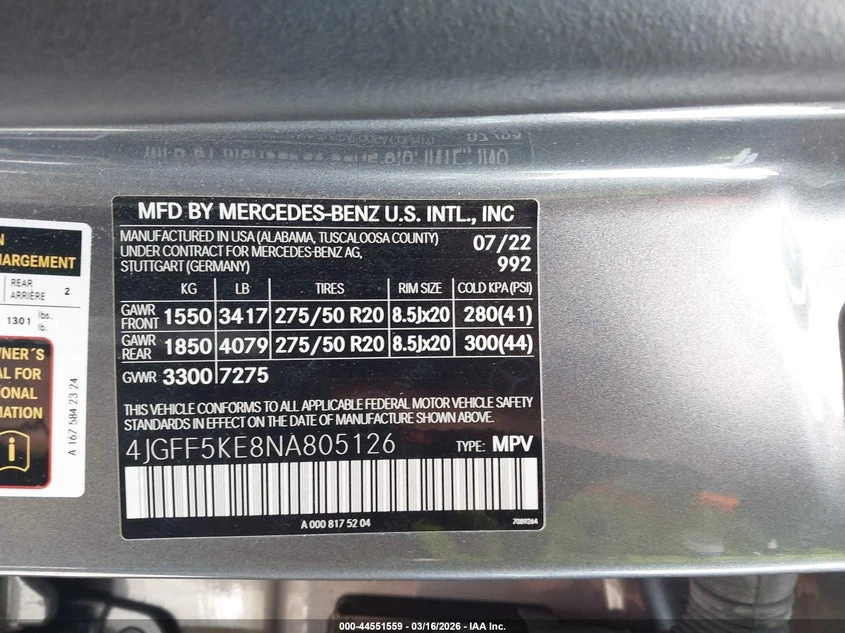 MFD BY MERCEDES-BENZ U.S. INTL., INC
MANUFACTURED IN USA (ALABAMA, TUSCALOOSA COUNTY) 07/22
UNDER CONTRACT FOR MERCEDES-BENZ AG,
STUTTGART (GERMANY) 992
KG LB TIRES RIM SIZE COLD KPA (PSI)
GAWR FRONT 1550 3417 275/50 R20 8.5Jx20 280(41)
GAWR REAR 1850 4079 275/50 R20 8.5Jx20 300(44)
GVWR 3300 7275
THIS VEHICLE CONFORMS TO ALL APPLICABLE FEDERAL MOTOR VEHICLE SAFETY
STANDARDS IN EFFECT ON THE DATE OF MANUFACTURE SHOWN ABOVE.
4JGFF5KE8NA805126 TYPE: MPV
A 000 817 52 04 7089264
REAR
ARRIÈRE 2
1301 lbs.
lb.
A 167 584 23 24
000-44551559 - 03/16/2026 - IAA Inc.